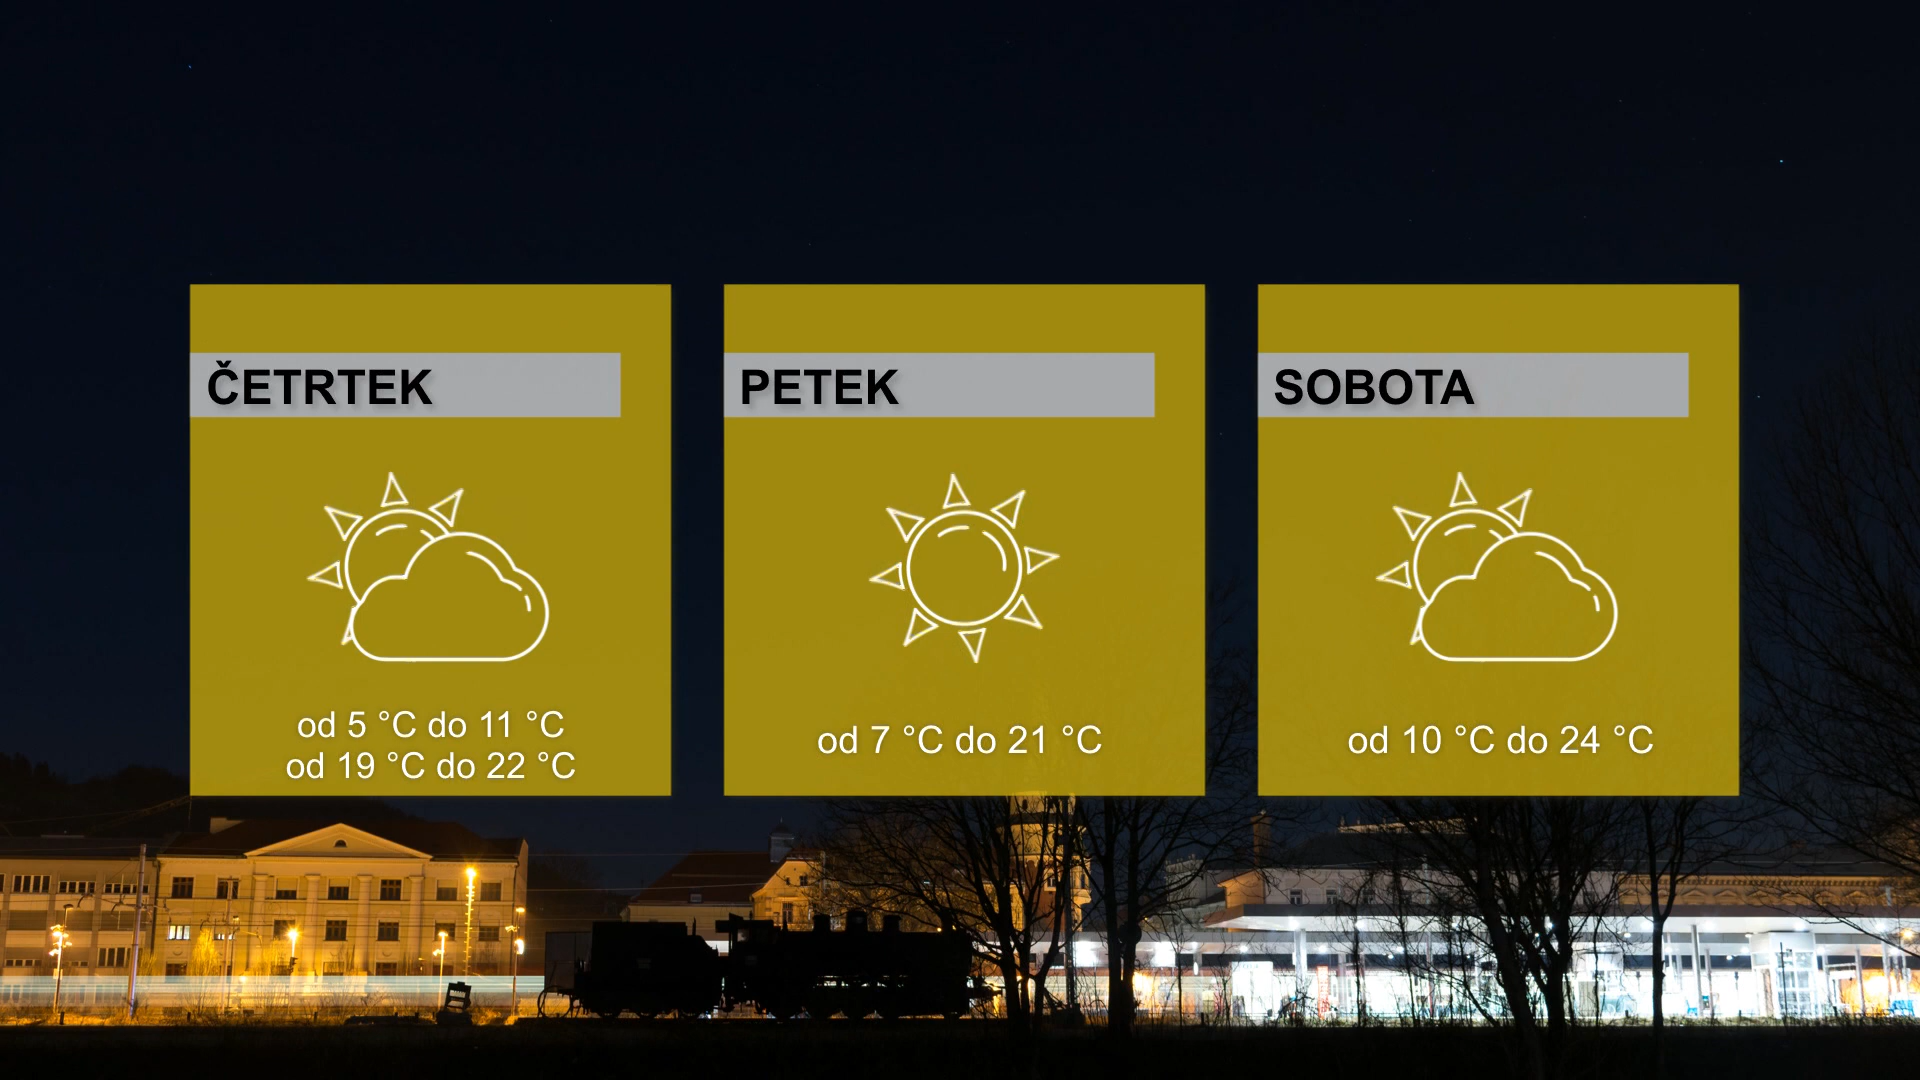 ČETRTEK
od 5 °C do 11 °C
od 19 °C do 22 °C
PETEK
od 7 °C do 21 °C
SOBOTA
od 10 °C do 24 °C